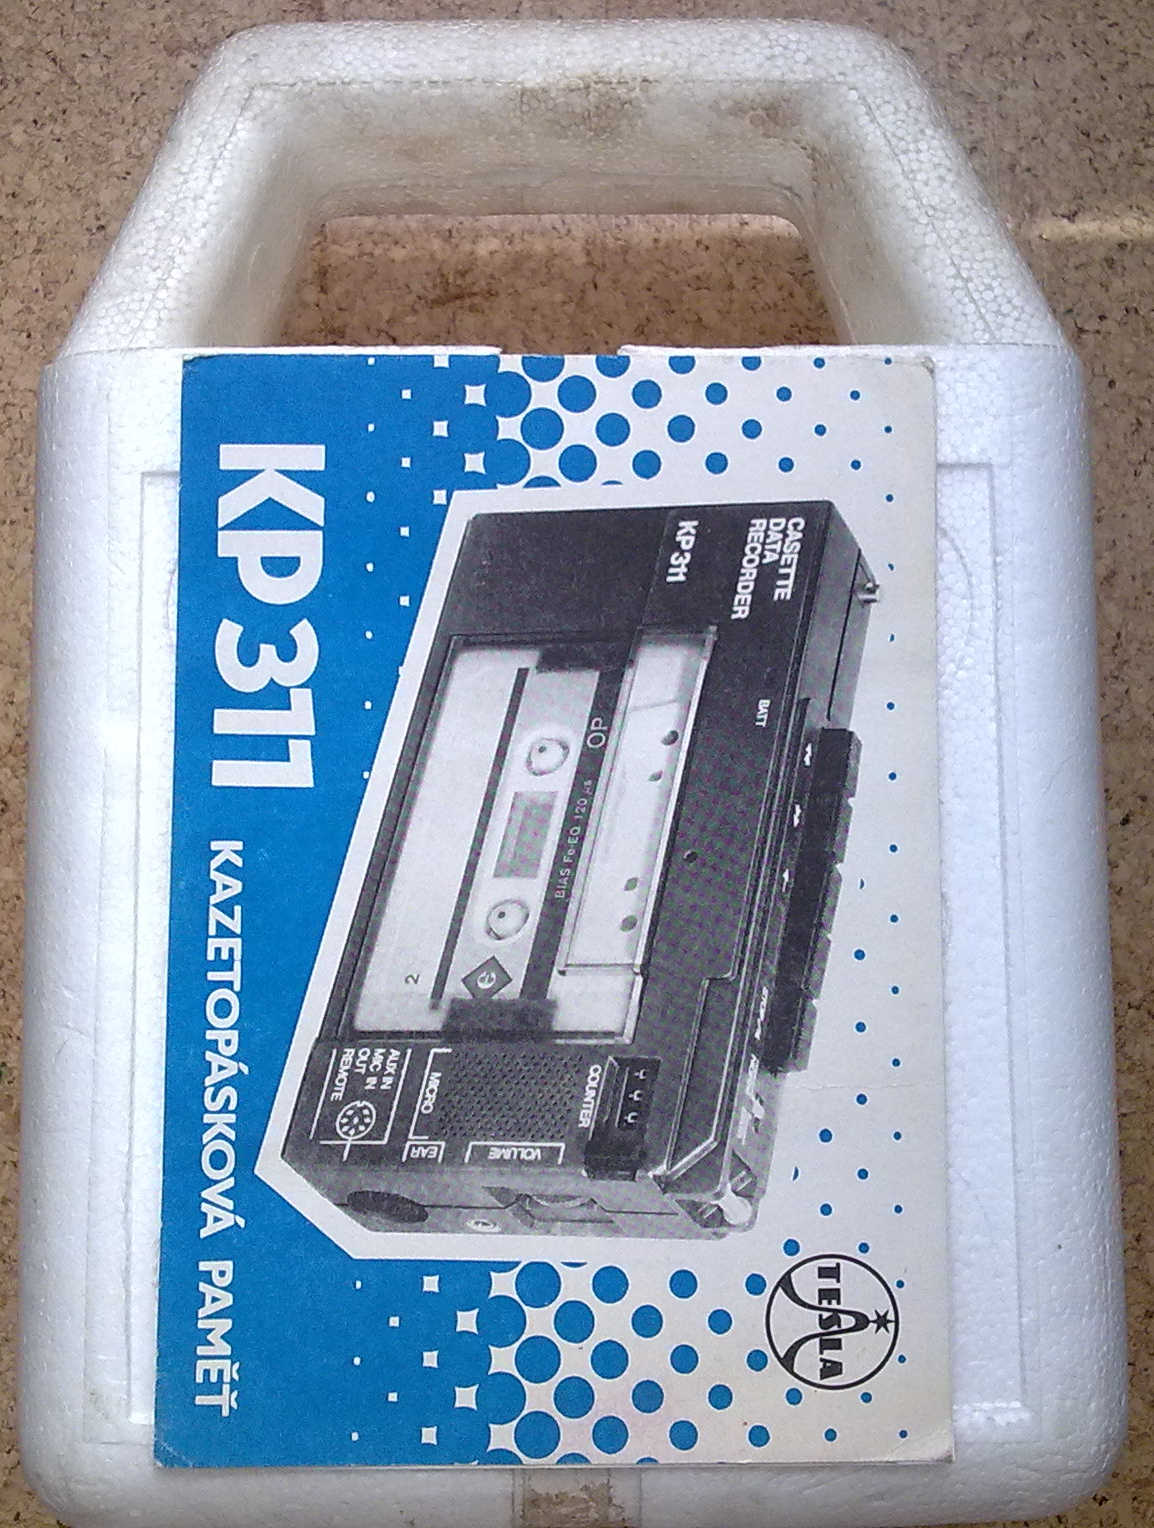 TESLA
CASETTE
DATA
RECORDER
KP 311
BATT
OP
BIAS Fe-EQ 120 µs
2
COUNTER
VOLUME
MICRO
EAR
AUX IN
MIC IN
OUT
REMOTE
KP 311 KAZETOPÁSKOVÁ PAMĚŤ